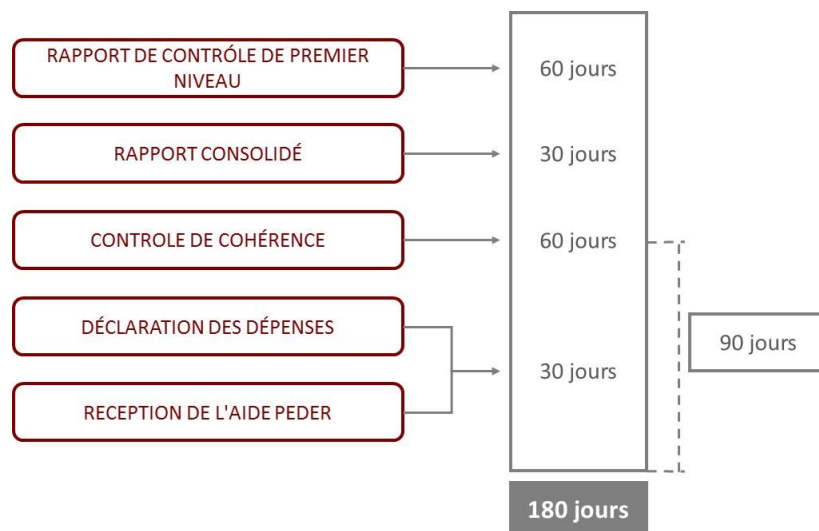 RAPPORT DE CONTRÓLE DE PREMIER
NIVEAU
60 jours
RAPPORT CONSOLIDÉ
30 jours
CONTROLE DE COHÉRENCE
60 jours
DÉCLARATION DES DÉPENSES
90 jours
30 jours
RECEPTION DE L'AIDE PEDER
180 jours